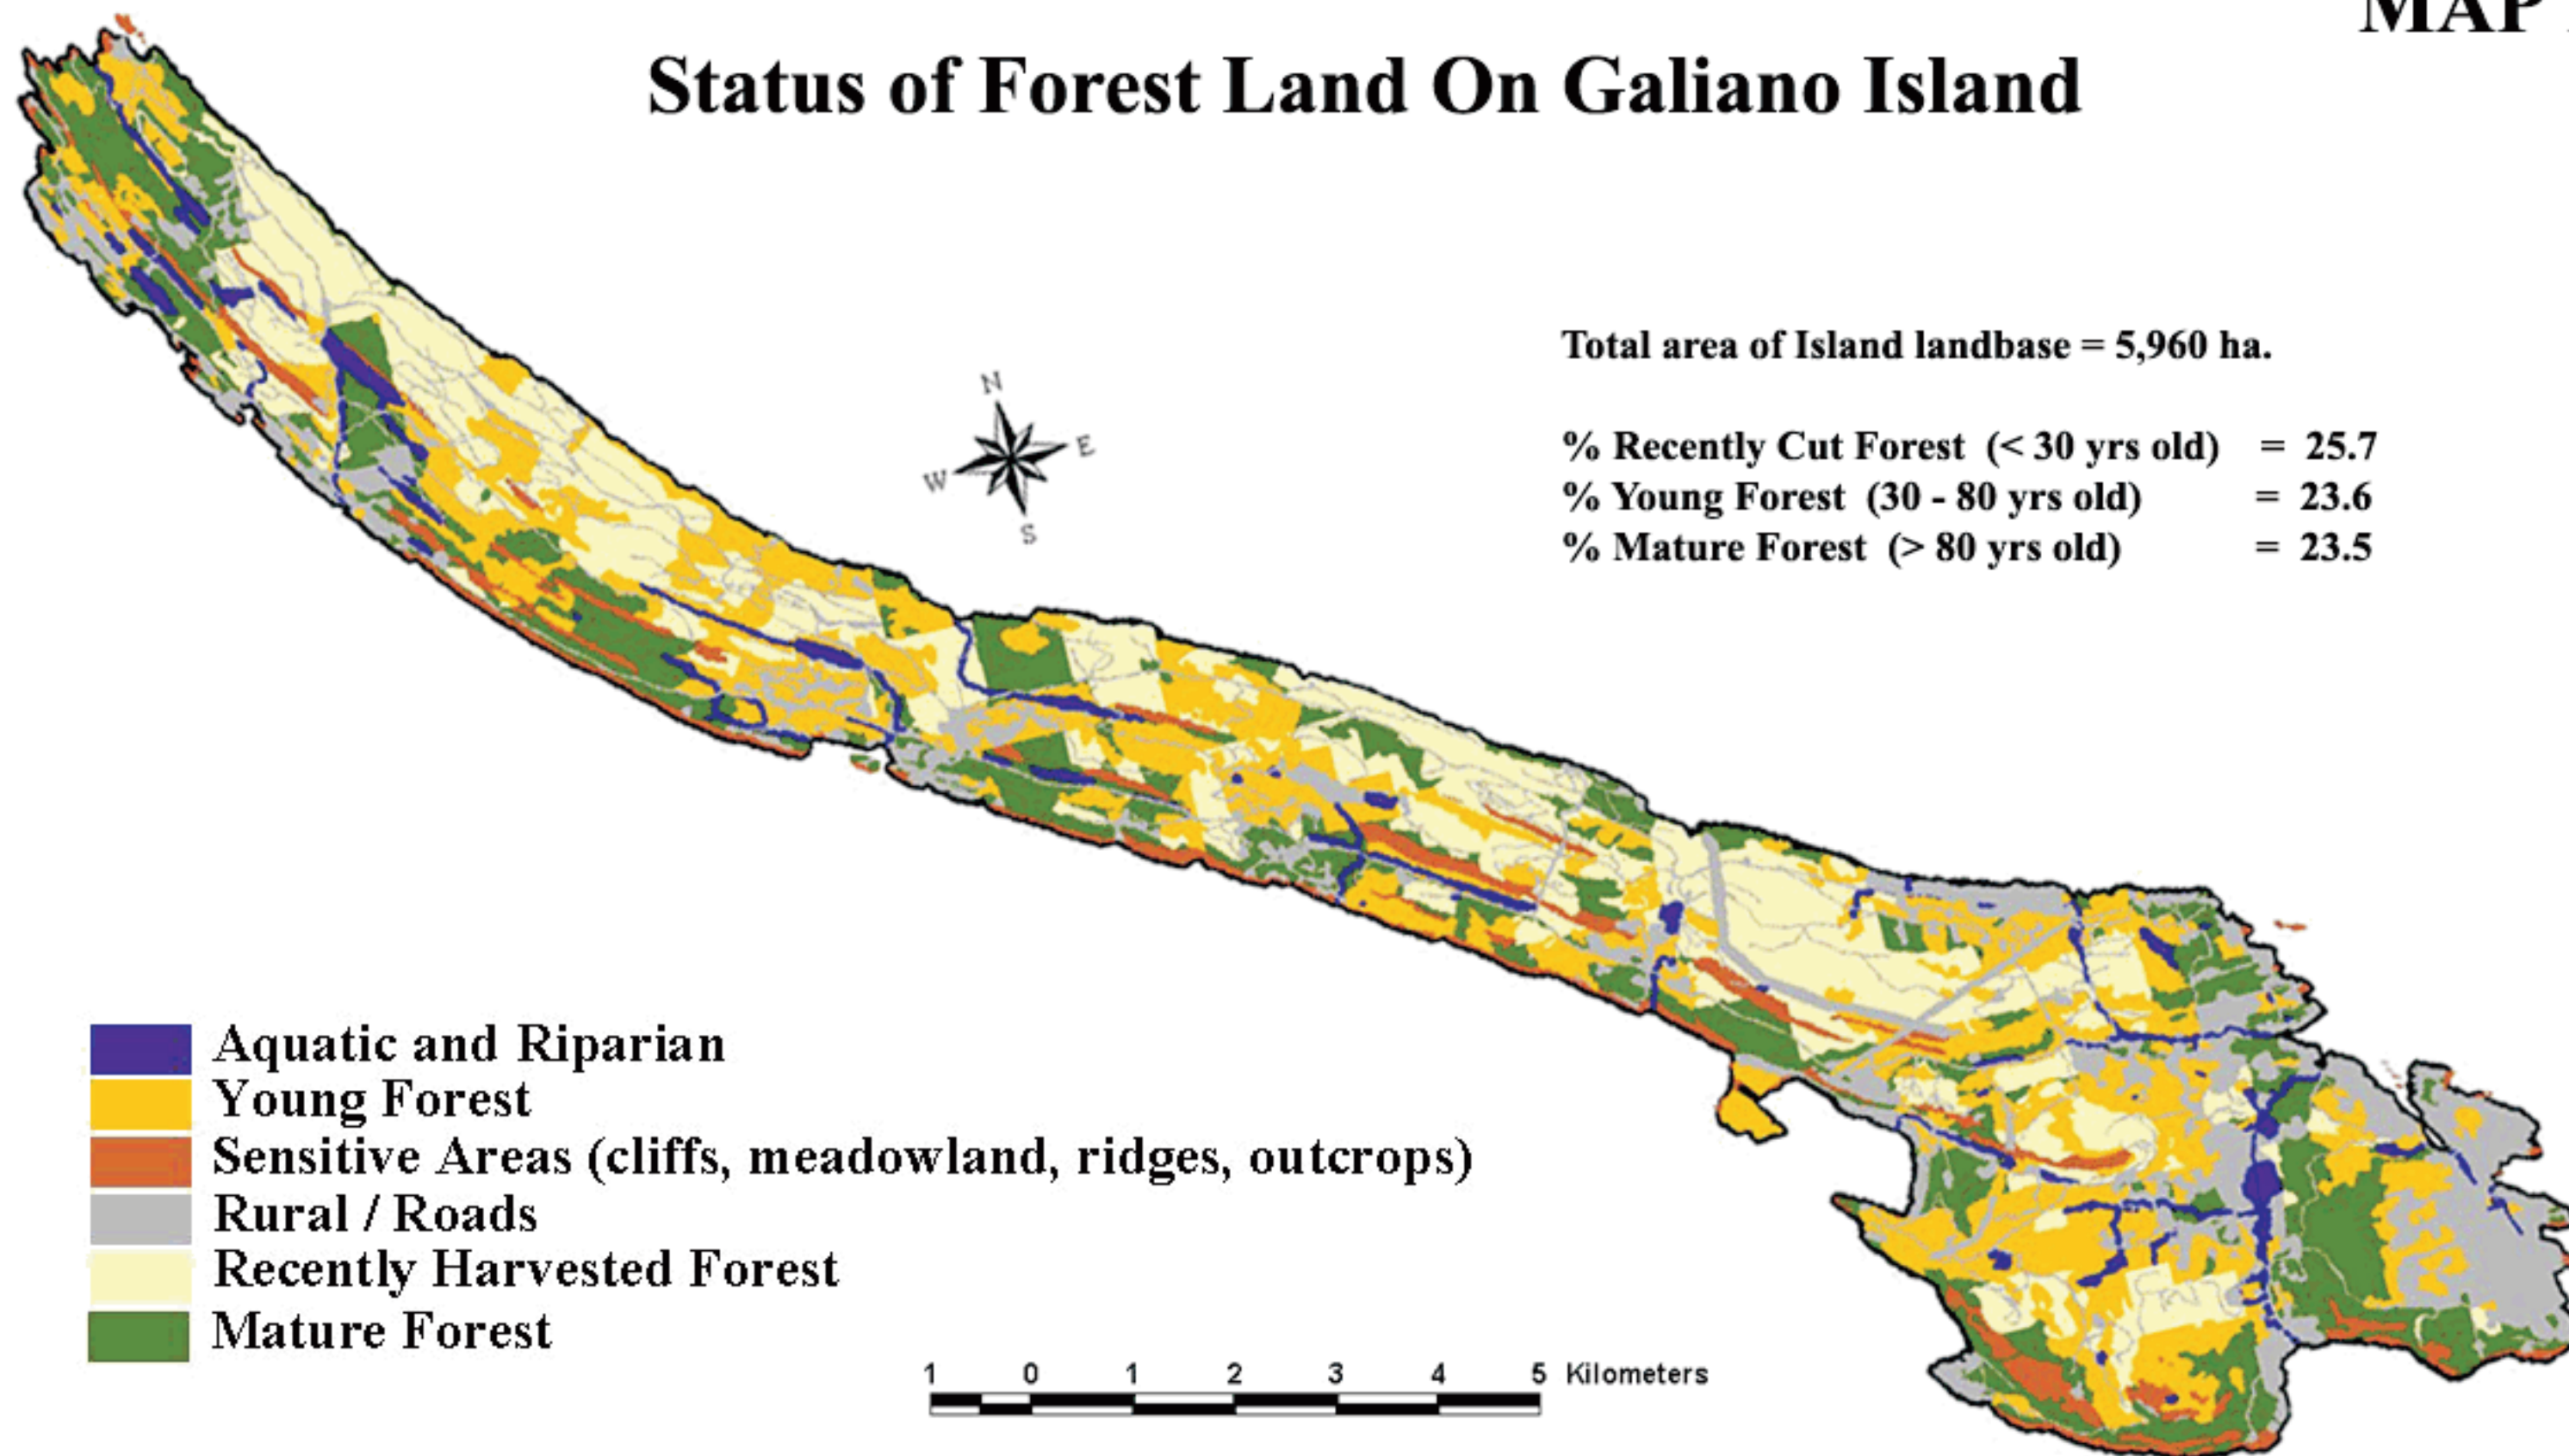 MAP
Status of Forest Land On Galiano Island
Total area of Island landbase = 5,960 ha.
% Recently Cut Forest (< 30 yrs old) = 25.7
% Young Forest (30 - 80 yrs old) = 23.6
% Mature Forest (> 80 yrs old) = 23.5
N
E
W
S
Aquatic and Riparian
Young Forest
Sensitive Areas (cliffs, meadowland, ridges, outcrops)
Rural / Roads
Recently Harvested Forest
Mature Forest
1 0 1 2 3 4 5 Kilometers